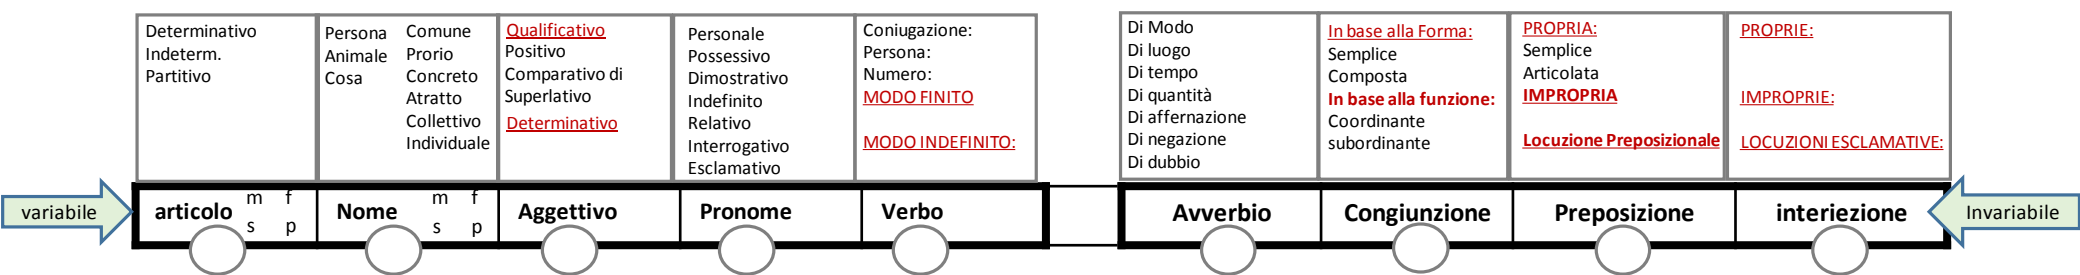 variabile
Determinativo
Indeterm.
Partitivo
articolo
m f
s p
Persona
Animale
Cosa
Comune
Prorio
Concreto
Atratto
Collettivo
Individuale
Nome
m f
s p
Qualificativo
Positivo
Comparativo di
Superlativo
Determinativo
Aggettivo
Personale
Possessivo
Dimostrativo
Indefinito
Relativo
Interrogativo
Esclamativo
Pronome
Coniugazione:
Persona:
Numero:
MODO FINITO
MODO INDEFINITO:
Verbo
Di Modo
Di luogo
Di tempo
Di quantità
Di affernazione
Di negazione
Di dubbio
Avverbio
In base alla Forma:
Semplice
Composta
In base alla funzione:
Coordinante
subordinante
Congiunzione
PROPRIA:
Semplice
Articolata
IMPROPRIA
Locuzione Preposizionale
Preposizione
PROPRIE:
IMPROPRIE:
LOCUZIONI ESCLAMATIVE:
interiezione
Invariabile